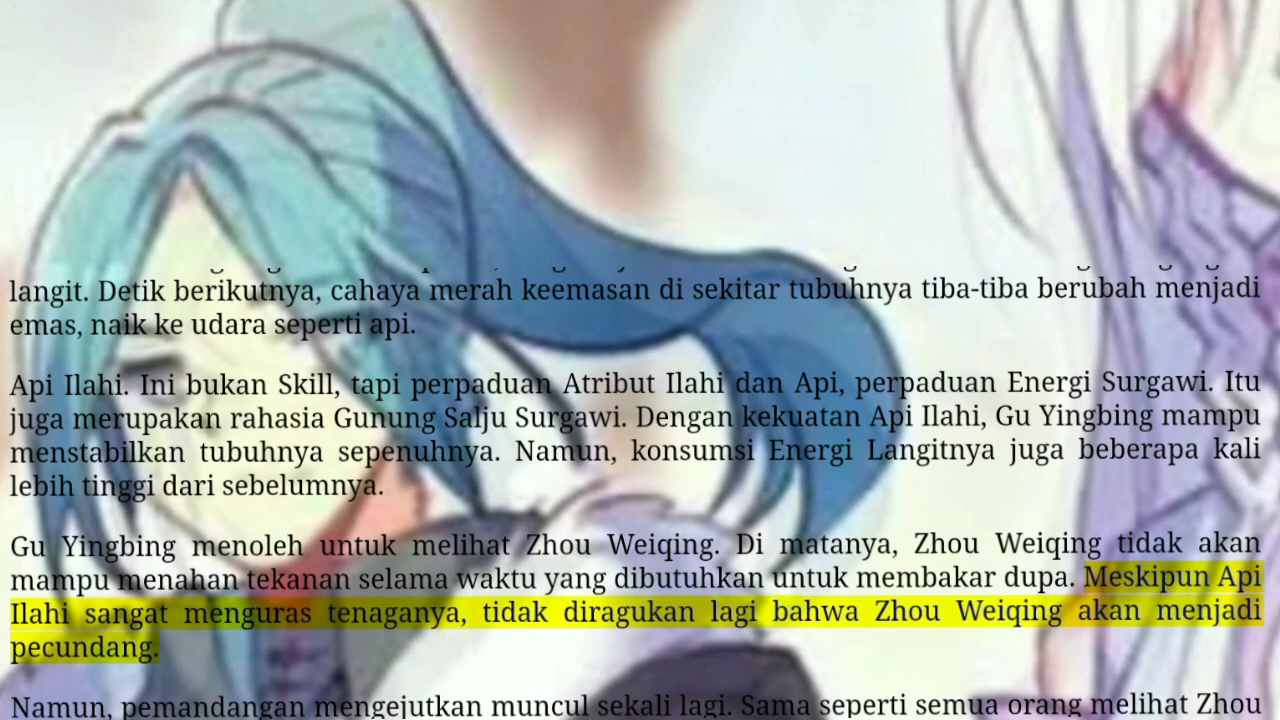 langit. Detik berikutnya, cahaya merah keemasan di sekitar tubuhnya tiba-tiba berubah menjadi
emas, naik ke udara seperti api.
Api Ilahi. Ini bukan Skill, tapi perpaduan Atribut Ilahi dan Api, perpaduan Energi Surgawi. Itu
juga merupakan rahasia Gunung Salju Surgawi. Dengan kekuatan Api Ilahi, Gu Yingbing mampu
menstabilkan tubuhnya sepenuhnya. Namun, konsumsi Energi Langitnya juga beberapa kali
lebih tinggi dari sebelumnya.
Gu Yingbing menoleh untuk melihat Zhou Weiqing. Di matanya, Zhou Weiqing tidak akan
mampu menahan tekanan selama waktu yang dibutuhkan untuk membakar dupa. Meskipun Api
Ilahi sangat menguras tenaganya, tidak diragukan lagi bahwa Zhou Weiqing akan menjadi
pecundang.
Namun, pemandangan mengejutkan muncul sekali lagi. Sama seperti semua orang melihat Zhou